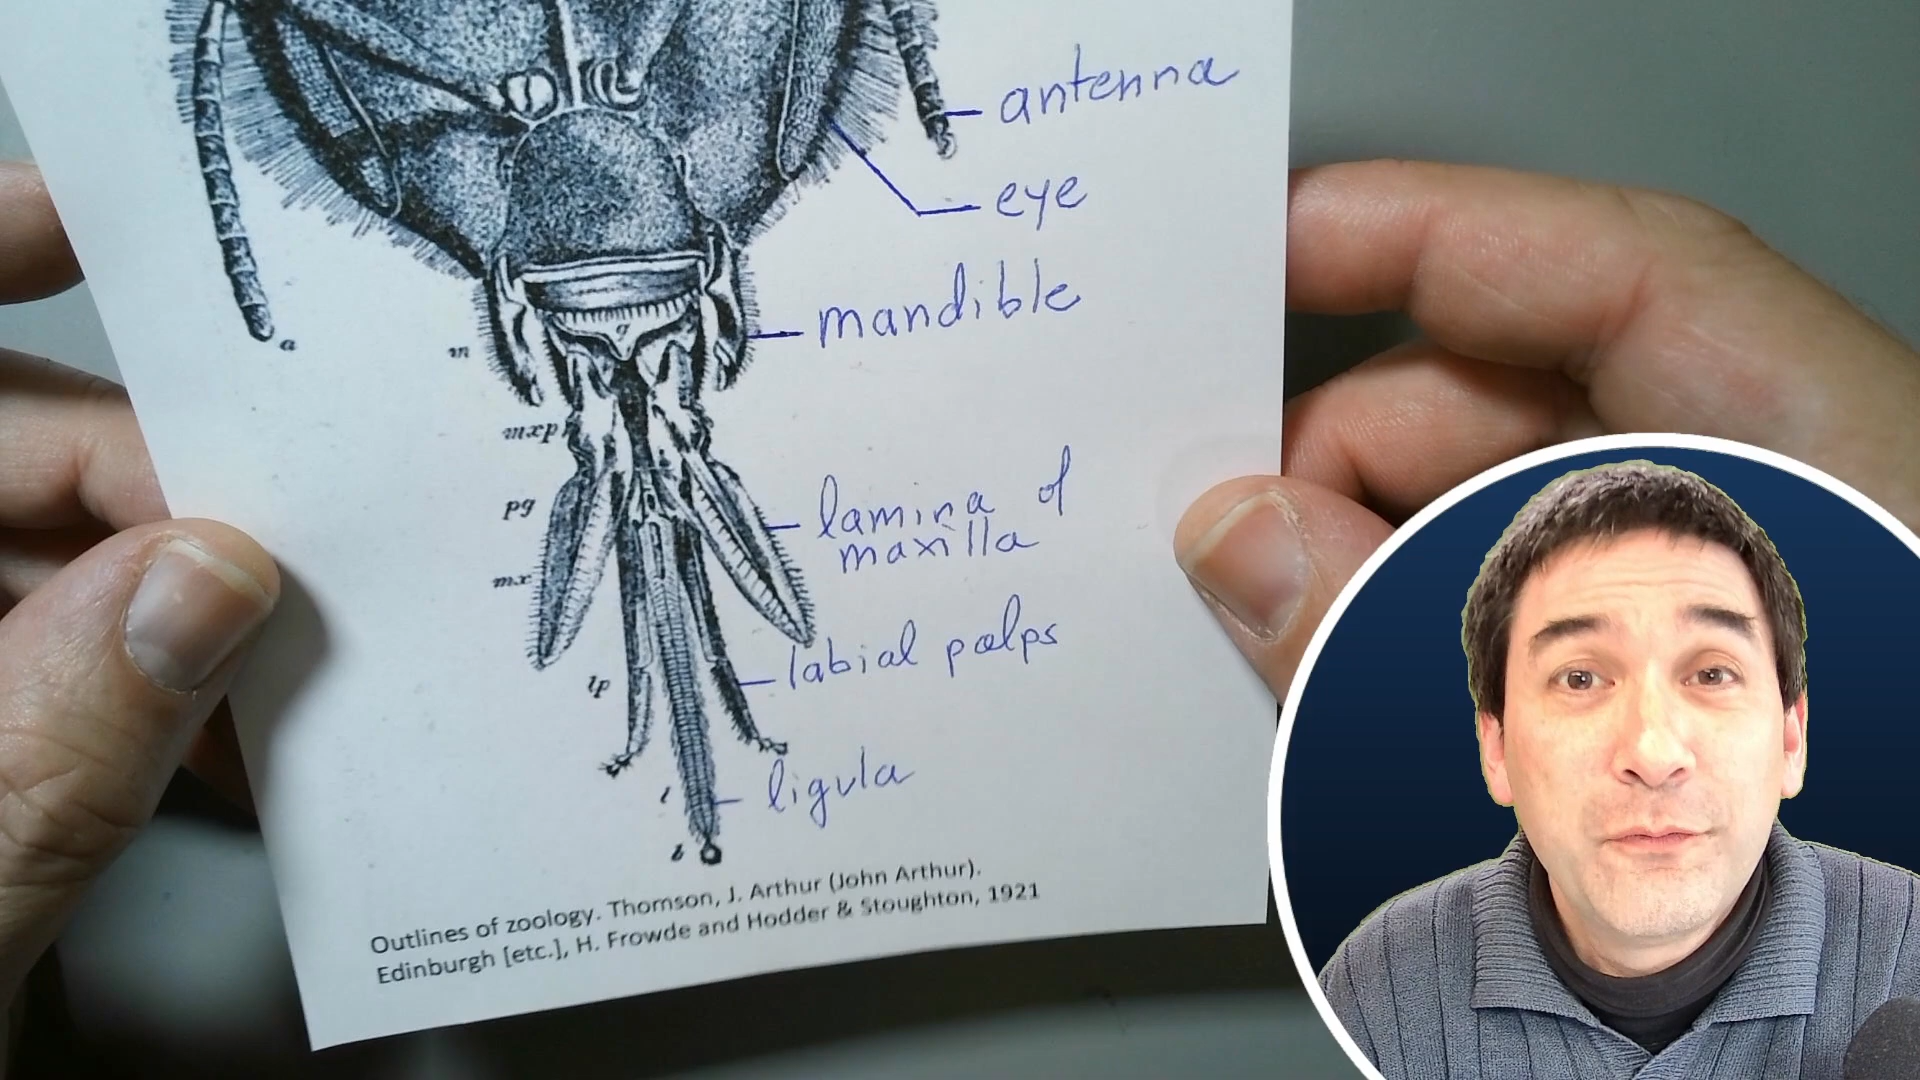 antenna
eye
mandible
a
m
mxp
pg
lamina of
maxilla
mx
labial palps
lp
ligula
l
b
Outlines of zoology. Thomson, J. Arthur (John Arthur).
Edinburgh [etc.], H. Frowde and Hodder & Stoughton, 1921